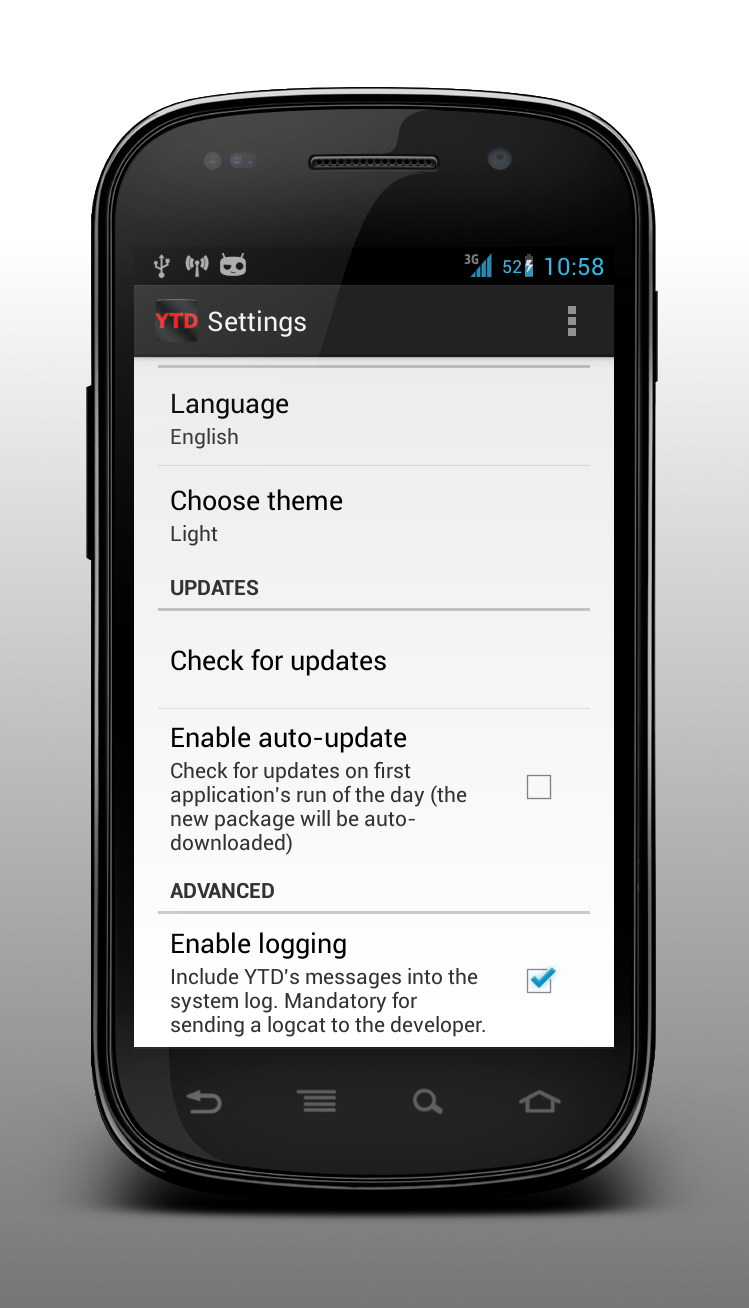 3G 52 10:58
YTD Settings
Language
English
Choose theme
Light
UPDATES
Check for updates
Enable auto-update
Check for updates on first
application's run of the day (the
new package will be auto-
downloaded)
ADVANCED
Enable logging
Include YTD's messages into the
system log. Mandatory for
sending a logcat to the developer.